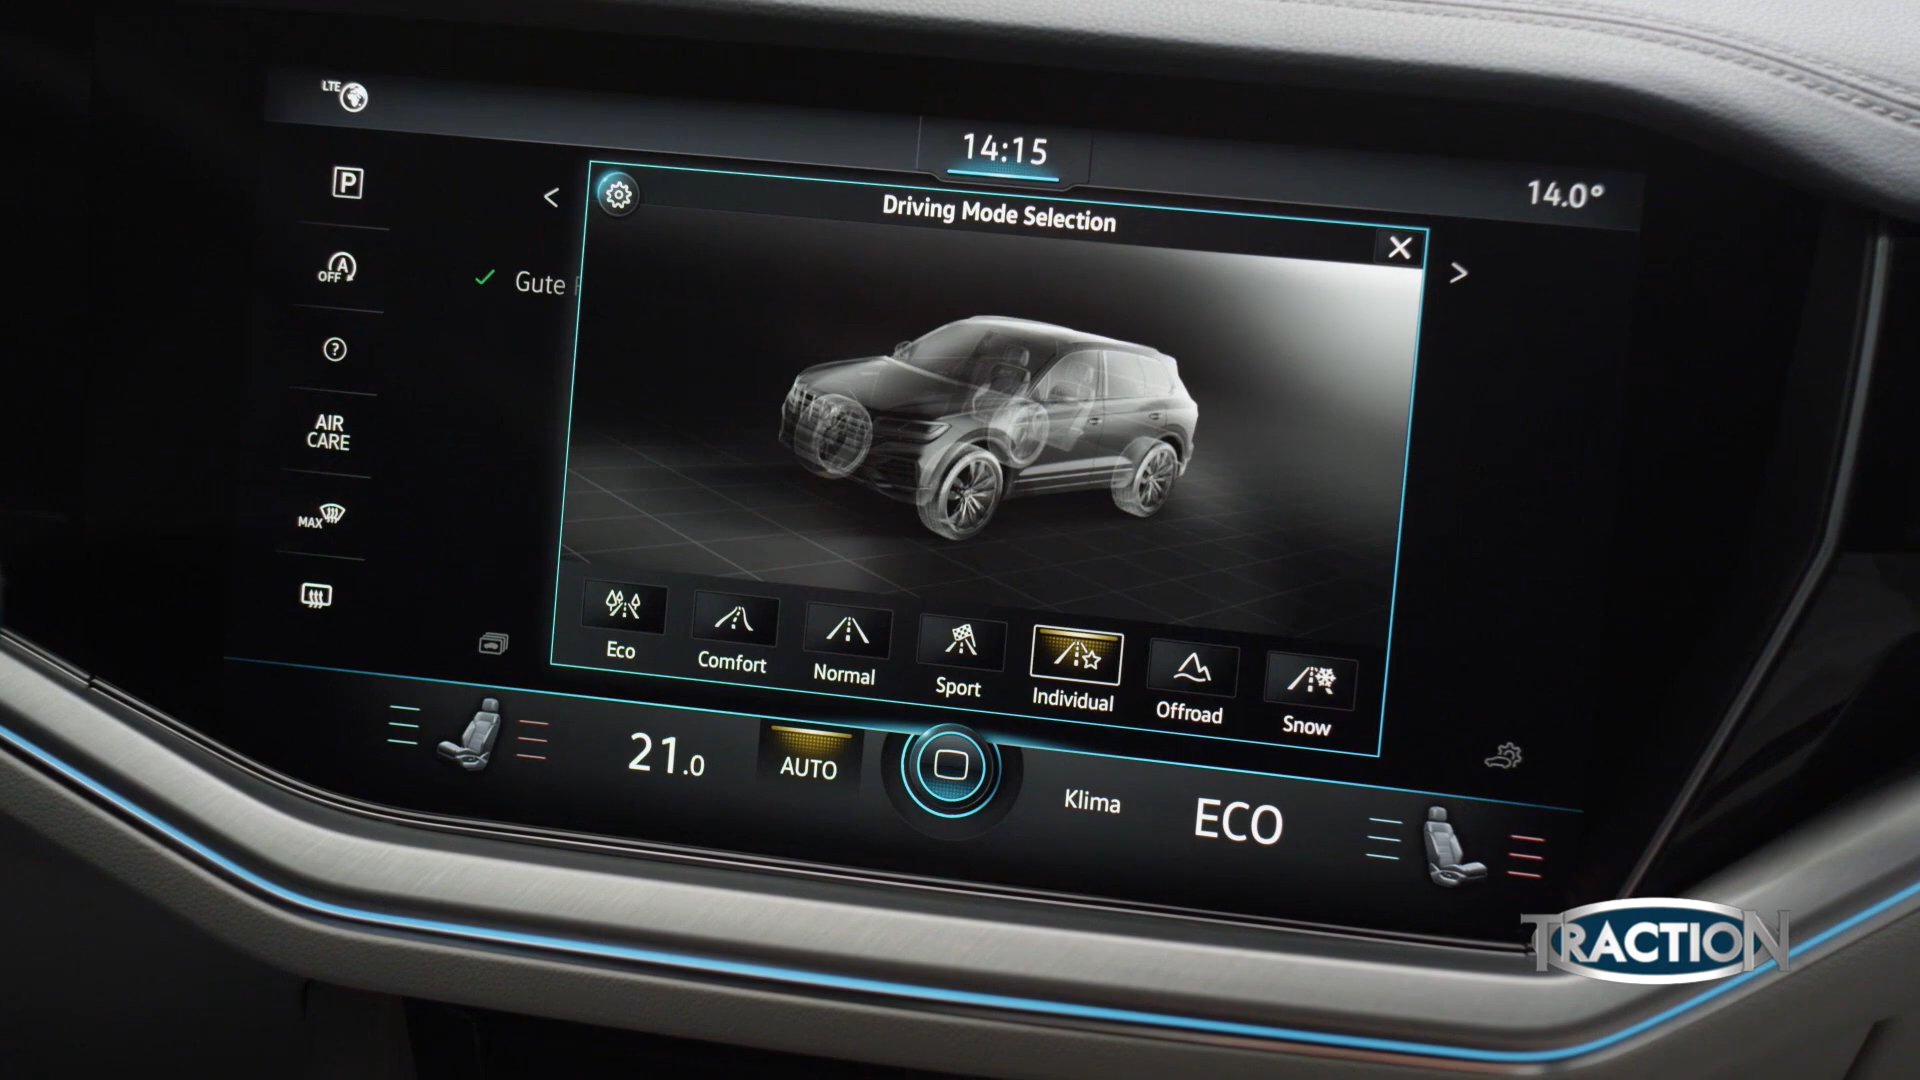 LTE
14:15
14.0°
P
Driving Mode Selection
A
OFF
Gute
?
AIR
CARE
MAX
Eco
Comfort
Normal
Sport
Individual
Offroad
Snow
21.0
AUTO
Klima
ECO
TRACTION